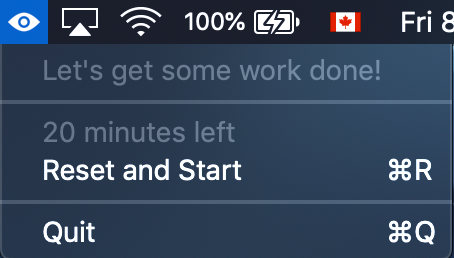 100% Fri 8
Let's get some work done!
20 minutes left
Reset and Start ⌘R
Quit ⌘Q